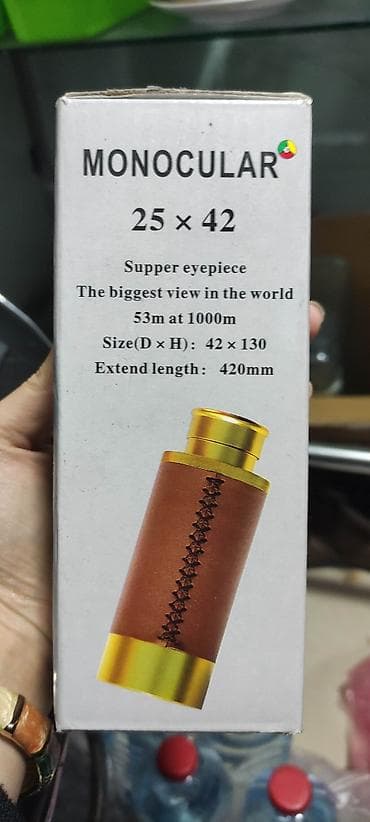 MONOCULAR
25 × 42
Supper eyepiece
The biggest view in the world
53m at 1000m
Size(D × H): 42 × 130
Extend length: 420mm